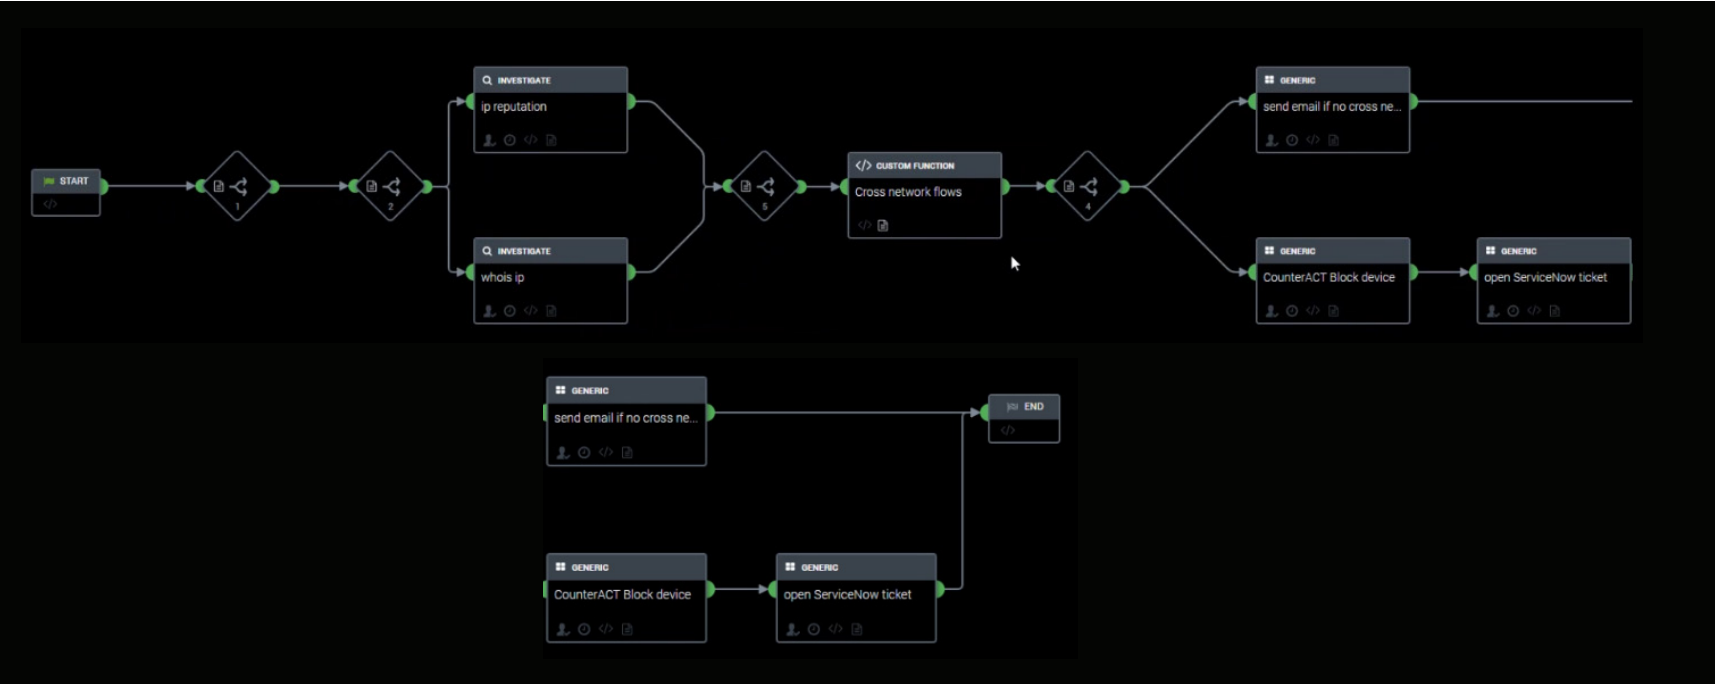 START
1
2
INVESTIGATE
ip reputation
INVESTIGATE
whois ip
5
</> CUSTOM FUNCTION
Cross network flows
4
GENERIC
send email if no cross ne...
GENERIC
CounterACT Block device
GENERIC
open ServiceNow ticket
GENERIC
send email if no cross ne...
END
GENERIC
CounterACT Block device
GENERIC
open ServiceNow ticket